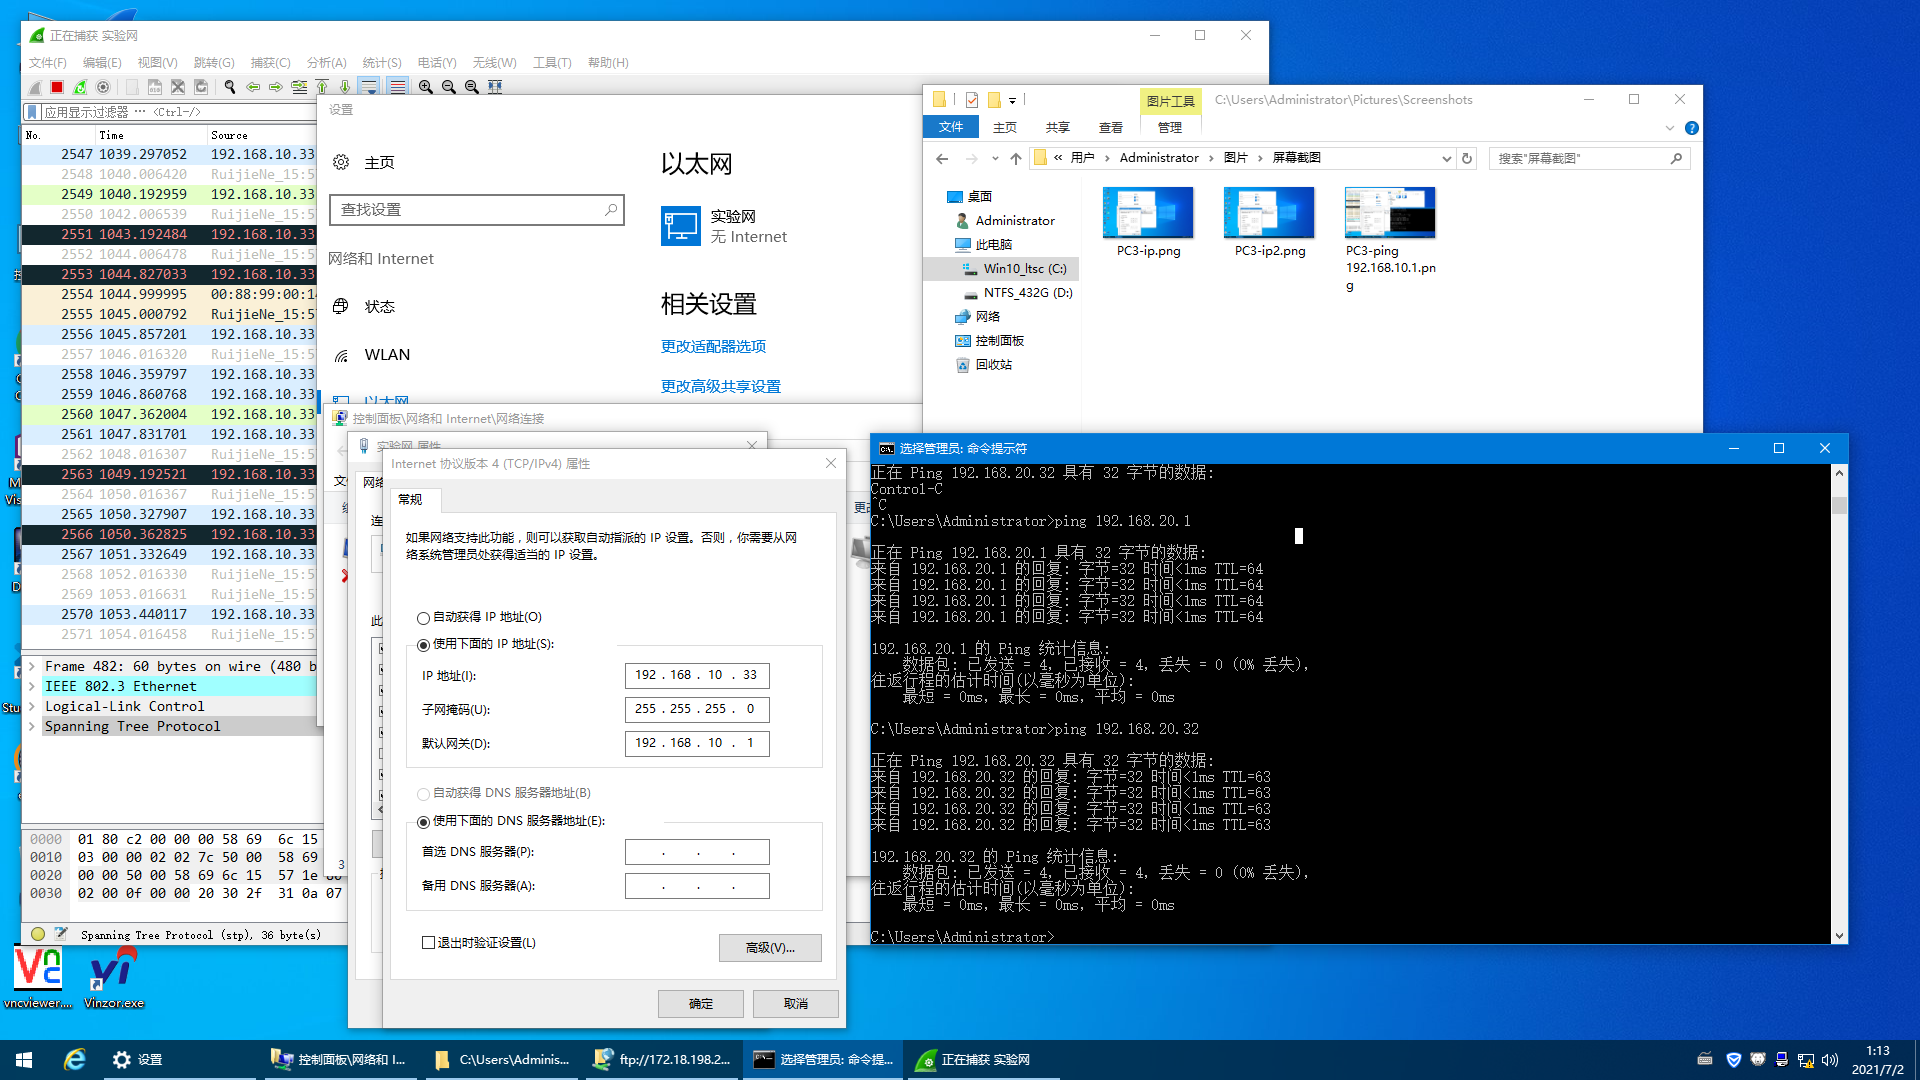 正在捕获 实验网
文件(F) 编辑(E) 视图(V) 跳转(G) 捕获(C) 分析(A) 统计(S) 电话(Y) 无线(W) 工具(T) 帮助(H)
应用显示过滤器 … <Ctrl-/>
No. Time Source
2547 1039.297052 192.168.10.33
2548 1040.006420 RuijieNe_15:5
2549 1040.192959 192.168.10.33
2550 1042.006539 RuijieNe_15:5
2551 1043.192484 192.168.10.33
2552 1044.006478 RuijieNe_15:5
2553 1044.827033 192.168.10.33
2554 1044.999995 00:88:99:00:1
2555 1045.000792 RuijieNe_15:5
2556 1045.857201 192.168.10.33
2557 1046.016320 RuijieNe_15:5
2558 1046.359797 192.168.10.33
2559 1046.860768 192.168.10.33
2560 1047.362004 192.168.10.33
2561 1047.831701 192.168.10.33
2562 1048.016307 RuijieNe_15:5
2563 1049.192521 192.168.10.33
2564 1050.016367 RuijieNe_15:5
2565 1050.327907 192.168.10.33
2566 1050.362825 192.168.10.33
2567 1051.332649 192.168.10.33
2568 1052.016330 RuijieNe_15:5
2569 1053.016631 RuijieNe_15:5
2570 1053.440117 192.168.10.33
2571 1054.016458 RuijieNe_15:5
Frame 482: 60 bytes on wire (480 b
IEEE 802.3 Ethernet
Logical-Link Control
Spanning Tree Protocol
0000 01 80 c2 00 00 00 58 69 6c 15
0010 03 00 00 02 02 7c 50 00 58 69
0020 00 00 50 00 58 69 6c 15 57 1e
0030 02 00 0f 00 00 20 30 2f 31 0a 07
Spanning Tree Protocol (stp), 36 byte(s)
设置
主页
查找设置
网络和 Internet
状态
WLAN
以太网
以太网
实验网
无 Internet
相关设置
更改适配器选项
更改高级共享设置
控制面板\网络和 Internet\网络连接
实验网 属性
Internet 协议版本 4 (TCP/IPv4) 属性
常规
如果网络支持此功能，则可以获取自动指派的 IP 设置。否则，你需要从网
络系统管理员处获得适当的 IP 设置。
自动获得 IP 地址(O)
使用下面的 IP 地址(S):
IP 地址(I): 192 . 168 . 10 . 33
子网掩码(U): 255 . 255 . 255 . 0
默认网关(D): 192 . 168 . 10 . 1
自动获得 DNS 服务器地址(B)
使用下面的 DNS 服务器地址(E):
首选 DNS 服务器(P): . . .
备用 DNS 服务器(A): . . .
退出时验证设置(L)
高级(V)...
确定 取消
图片工具 C:\Users\Administrator\Pictures\Screenshots
文件 主页 共享 查看 管理
« 用户 › Administrator › 图片 › 屏幕截图
搜索"屏幕截图"
桌面
Administrator
此电脑
Win10_ltsc (C:)
NTFS_432G (D:)
网络
控制面板
回收站
PC3-ip.png
PC3-ip2.png
PC3-ping
192.168.10.1.pn
g
选择管理员: 命令提示符
正在 Ping 192.168.20.32 具有 32 字节的数据:
Control-C
^C
C:\Users\Administrator>ping 192.168.20.1
正在 Ping 192.168.20.1 具有 32 字节的数据:
来自 192.168.20.1 的回复: 字节=32 时间<1ms TTL=64
来自 192.168.20.1 的回复: 字节=32 时间<1ms TTL=64
来自 192.168.20.1 的回复: 字节=32 时间<1ms TTL=64
来自 192.168.20.1 的回复: 字节=32 时间<1ms TTL=64
192.168.20.1 的 Ping 统计信息:
数据包: 已发送 = 4，已接收 = 4，丢失 = 0 (0% 丢失)，
往返行程的估计时间(以毫秒为单位):
最短 = 0ms，最长 = 0ms，平均 = 0ms
C:\Users\Administrator>ping 192.168.20.32
正在 Ping 192.168.20.32 具有 32 字节的数据:
来自 192.168.20.32 的回复: 字节=32 时间<1ms TTL=63
来自 192.168.20.32 的回复: 字节=32 时间<1ms TTL=63
来自 192.168.20.32 的回复: 字节=32 时间<1ms TTL=63
来自 192.168.20.32 的回复: 字节=32 时间<1ms TTL=63
192.168.20.32 的 Ping 统计信息:
数据包: 已发送 = 4，已接收 = 4，丢失 = 0 (0% 丢失)，
往返行程的估计时间(以毫秒为单位):
最短 = 0ms，最长 = 0ms，平均 = 0ms
C:\Users\Administrator>
vncviewer....
Vinzor.exe
设置
控制面板\网络和 I...
C:\Users\Adminis...
ftp://172.18.198.2...
选择管理员: 命令提...
正在捕获 实验网
1:13
2021/7/2